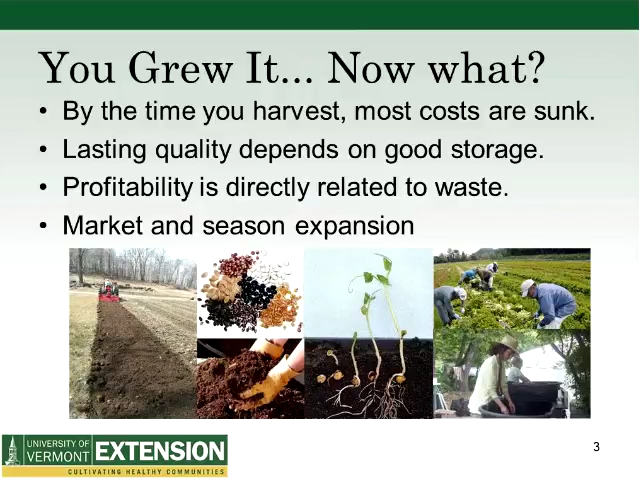 You Grew It... Now what?
• By the time you harvest, most costs are sunk.
• Lasting quality depends on good storage.
• Profitability is directly related to waste.
• Market and season expansion
UNIVERSITY OF
VERMONT
EXTENSION
CULTIVATING HEALTHY COMMUNITIES
3